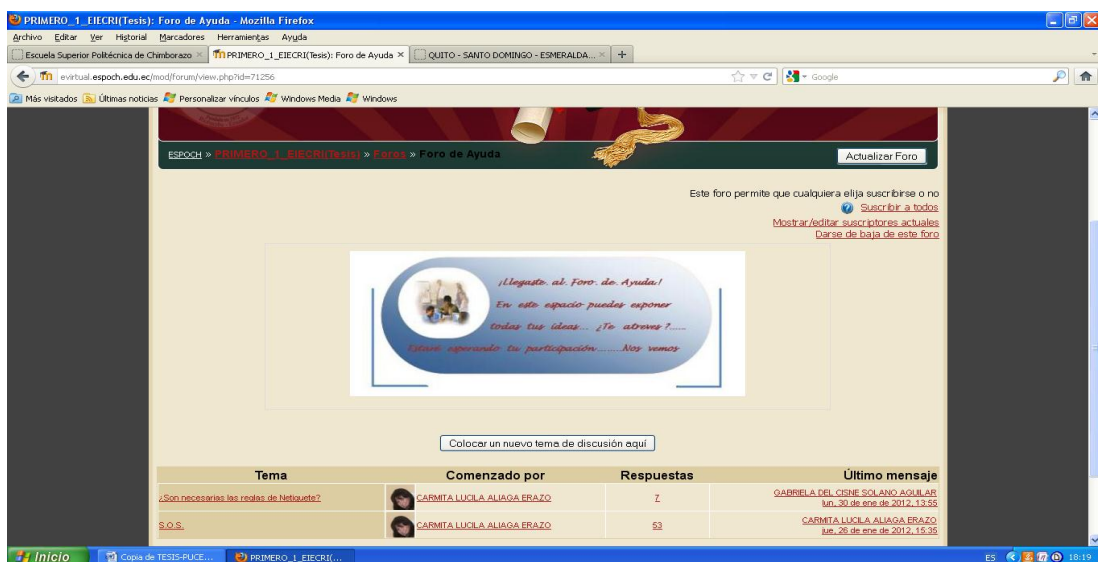 PRIMERO_1_EIECRI(Tesis): Foro de Ayuda - Mozilla Firefox
Archivo Editar Ver Historial Marcadores Herramientas Ayuda
Escuela Superior Politécnica de Chimborazo × PRIMERO_1_EIECRI(Tesis): Foro de Ayuda × QUITO - SANTO DOMINGO - ESMERALDA... × +
evirtual.espoch.edu.ec/mod/forum/view.php?id=71256 Google
Más visitados Últimas noticias Personalizar vínculos Windows Media Windows
ESPOCH » PRIMERO_1_EIECRI(Tesis) » Foros » Foro de Ayuda Actualizar Foro
Este foro permite que cualquiera elija suscribirse o no
Suscribir a todos
Mostrar/editar suscriptores actuales
Darse de baja de este foro
¡Llegaste al Foro de Ayuda!
En este espacio puedes exponer
todas tus ideas... ¿Te atreves?......
Estaré esperando tu participación.........Nos vemos
Colocar un nuevo tema de discusión aquí
Tema Comenzado por Respuestas Último mensaje
¿Son necesarias las reglas de Netiquete? CARMITA LUCILA ALIAGA ERAZO 7 GABRIELA DEL CISNE SOLANO AGUILAR
lun, 30 de ene de 2012, 13:55
S.O.S. CARMITA LUCILA ALIAGA ERAZO 53 CARMITA LUCILA ALIAGA ERAZO
jue, 26 de ene de 2012, 15:35
Inicio Copia de TESIS-PUCE... PRIMERO_1_EIECRI(... ES 18:19